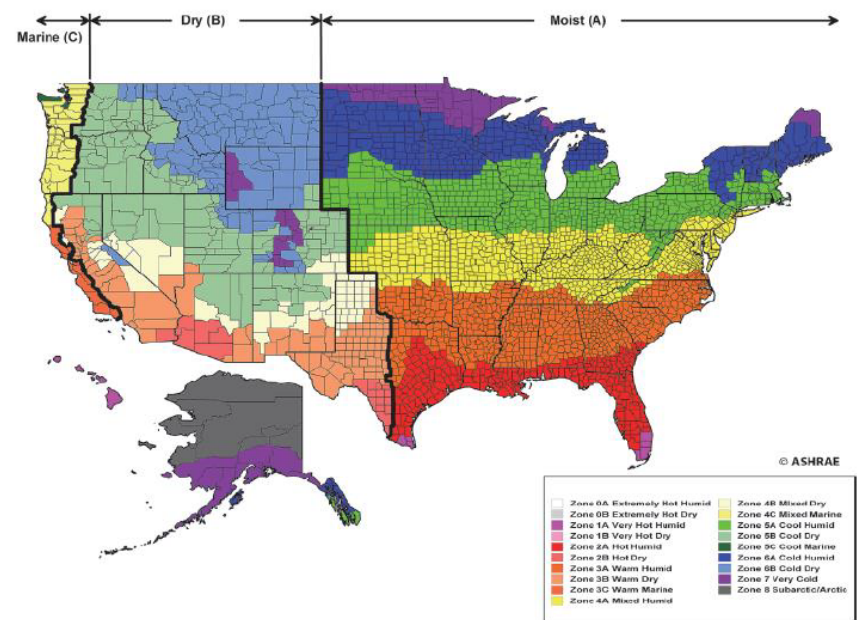 Marine (C)
Dry (B)
Moist (A)
© ASHRAE
Zone 0A Extremely Hot Humid
Zone 0B Extremely Hot Dry
Zone 1A Very Hot Humid
Zone 1B Very Hot Dry
Zone 2A Hot Humid
Zone 2B Hot Dry
Zone 3A Warm Humid
Zone 3B Warm Dry
Zone 3C Warm Marine
Zone 4A Mixed Humid
Zone 4B Mixed Dry
Zone 4C Mixed Marine
Zone 5A Cool Humid
Zone 5B Cool Dry
Zone 5C Cool Marine
Zone 6A Cold Humid
Zone 6B Cold Dry
Zone 7 Very Cold
Zone 8 Subarctic/Arctic